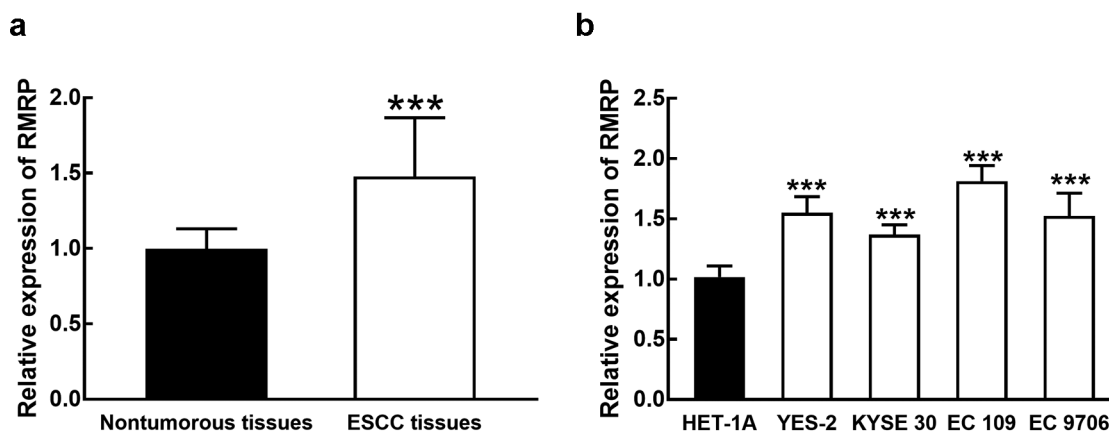 a
b
Relative expression of RMRP
2.0
1.5
1.0
0.5
0.0
***
Nontumorous tissues
ESCC tissues
Relative expression of RMRP
2.5
2.0
1.5
1.0
0.5
0.0
***
***
***
***
HET-1A
YES-2
KYSE 30
EC 109
EC 9706